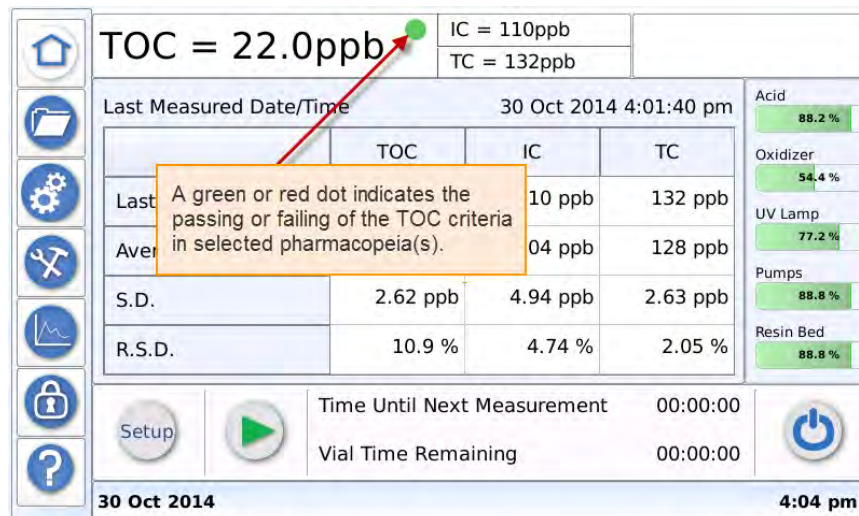 TOC = 22.0ppb
IC = 110ppb
TC = 132ppb
Last Measured Date/Time 30 Oct 2014 4:01:40 pm
TOC IC TC
Last 10 ppb 132 ppb
Aver 04 ppb 128 ppb
S.D. 2.62 ppb 4.94 ppb 2.63 ppb
R.S.D. 10.9 % 4.74 % 2.05 %
A green or red dot indicates the
passing or failing of the TOC criteria
in selected pharmacopeia(s).
Acid
88.2 %
Oxidizer
54.4 %
UV Lamp
77.2 %
Pumps
88.8 %
Resin Bed
88.8 %
Setup
Time Until Next Measurement 00:00:00
Vial Time Remaining 00:00:00
?
30 Oct 2014 4:04 pm